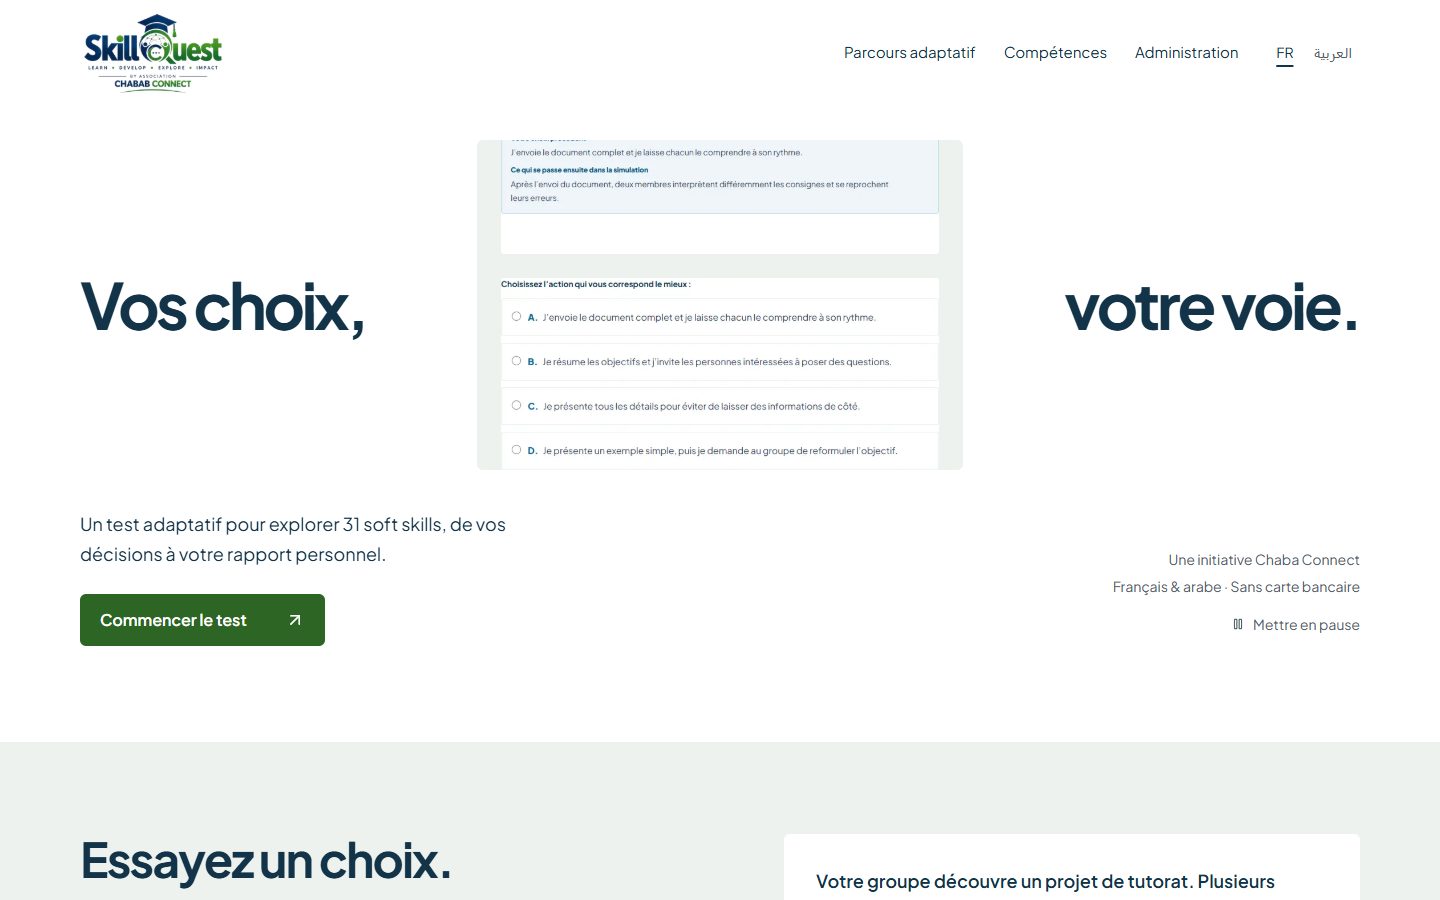 SkillQuest
LEARN • DEVELOP • EXPLORE • IMPACT
BY ASSOCIATION
CHABAB CONNECT
Parcours adaptatif
Compétences
Administration
FR
العربية
J'envoie le document complet et je laisse chacun le comprendre à son rythme.
Ce qui se passe ensuite dans la simulation
Après l'envoi du document, deux membres interprètent différemment les consignes et se reprochent
leurs erreurs.
Vos choix,
votre voie.
Choisissez l'action qui vous correspond le mieux :
A. J'envoie le document complet et je laisse chacun le comprendre à son rythme.
B. Je résume les objectifs et j'invite les personnes intéressées à poser des questions.
C. Je présente tous les détails pour éviter de laisser des informations de côté.
D. Je présente un exemple simple, puis je demande au groupe de reformuler l'objectif.
Un test adaptatif pour explorer 31 soft skills, de vos
décisions à votre rapport personnel.
Commencer le test
Une initiative Chaba Connect
Français & arabe · Sans carte bancaire
Mettre en pause
Essayez un choix.
Votre groupe découvre un projet de tutorat. Plusieurs